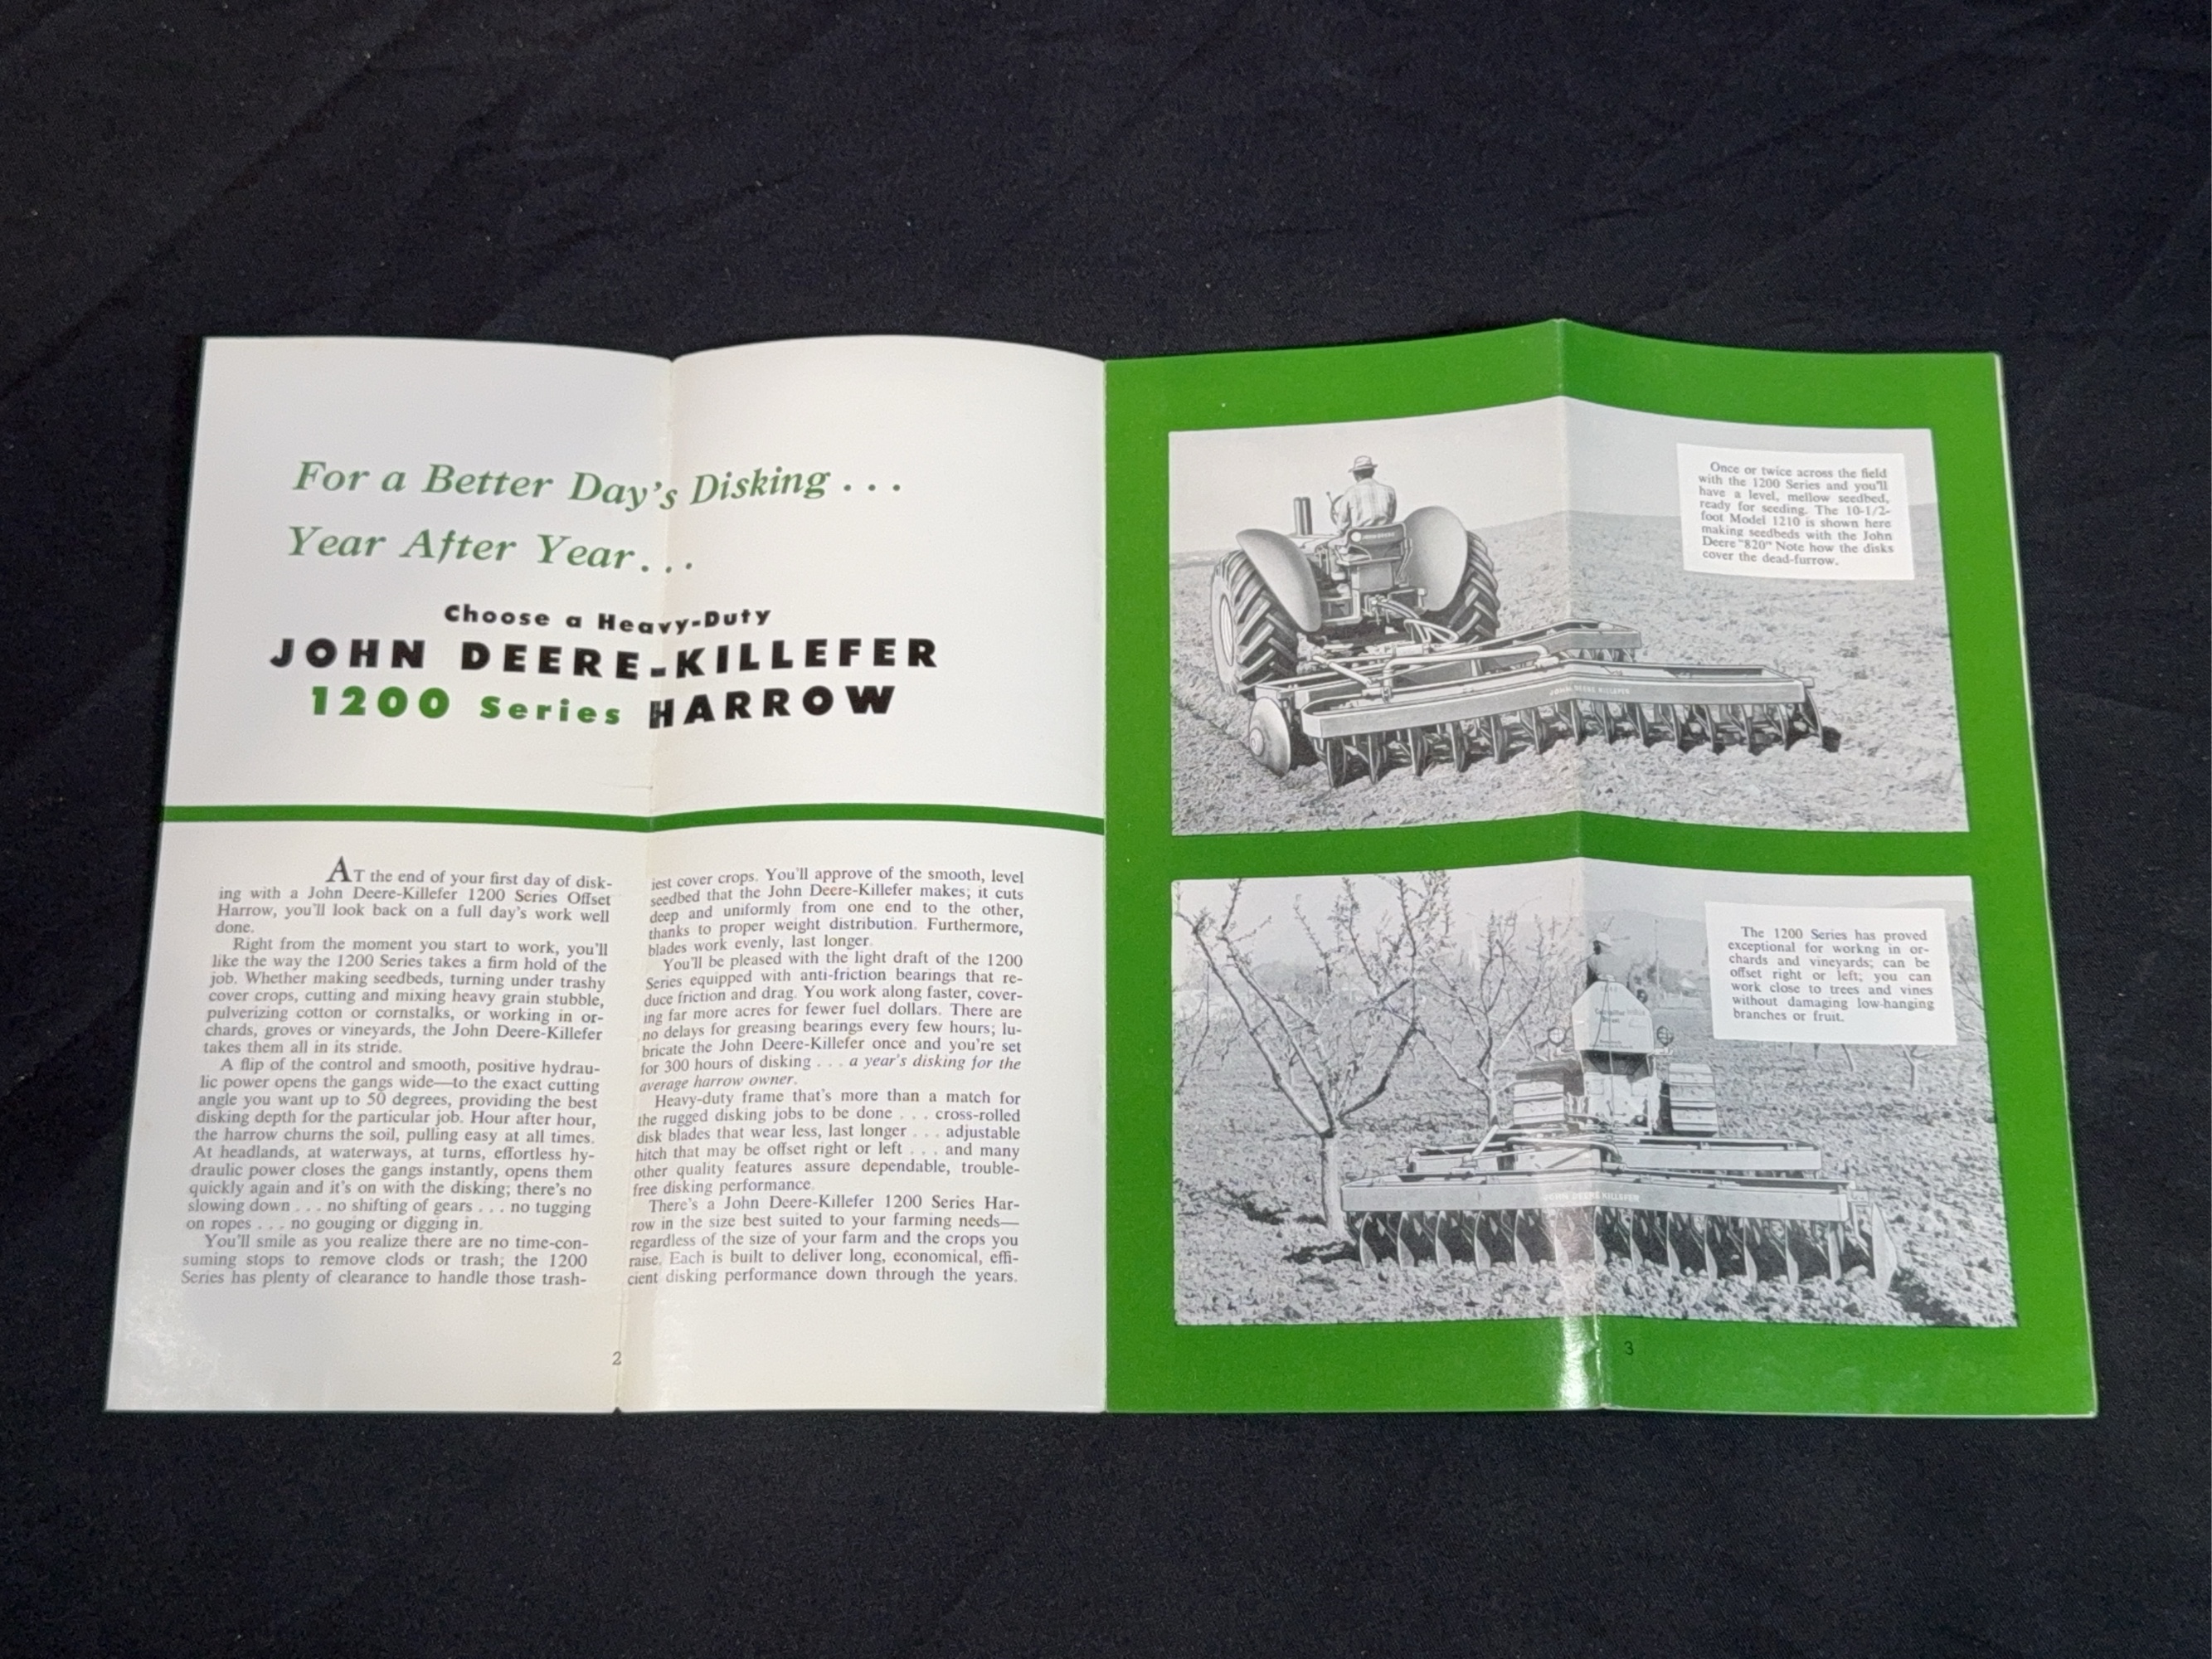 For a Better Day's Disking . . .
Year After Year . . .
Choose a Heavy-Duty
JOHN DEERE-KILLEFER
1200 Series HARROW
AT the end of your first day of disk-
ing with a John Deere-Killefer 1200 Series Offset
Harrow, you'll look back on a full day's work well
done.
Right from the moment you start to work, you'll
like the way the 1200 Series takes a firm hold of the
job. Whether making seedbeds, turning under trashy
cover crops, cutting and mixing heavy grain stubble,
pulverizing cotton or cornstalks, or working in or-
chards, groves or vineyards, the John Deere-Killefer
takes them all in its stride.
A flip of the control and smooth, positive hydrau-
lic power opens the gangs wide—to the exact cutting
angle you want up to 50 degrees, providing the best
disking depth for the particular job. Hour after hour,
the harrow churns the soil, pulling easy at all times.
At headlands, at waterways, at turns, effortless hy-
draulic power closes the gangs instantly, opens them
quickly again and it's on with the disking; there's no
slowing down . . . no shifting of gears . . . no tugging
on ropes . . . no gouging or digging in.
You'll smile as you realize there are no time-con-
suming stops to remove clods or trash; the 1200
Series has plenty of clearance to handle those trash-
iest cover crops. You'll approve of the smooth, level
seedbed that the John Deere-Killefer makes; it cuts
deep and uniformly from one end to the other,
thanks to proper weight distribution. Furthermore,
blades work evenly, last longer.
You'll be pleased with the light draft of the 1200
Series equipped with anti-friction bearings that re-
duce friction and drag. You work along faster, cover-
ing far more acres for fewer fuel dollars. There are
no delays for greasing bearings every few hours; lu-
bricate the John Deere-Killefer once and you're set
for 300 hours of disking . . . a year's disking for the
average harrow owner.
Heavy-duty frame that's more than a match for
the rugged disking jobs to be done . . . cross-rolled
disk blades that wear less, last longer . . . adjustable
hitch that may be offset right or left . . . and many
other quality features assure dependable, trouble-
free disking performance.
There's a John Deere-Killefer 1200 Series Har-
row in the size best suited to your farming needs—
regardless of the size of your farm and the crops you
raise. Each is built to deliver long, economical, effi-
cient disking performance down through the years.
2
Once or twice across the field
with the 1200 Series and you'll
have a level, mellow seedbed,
ready for seeding. The 10-1/2-
foot Model 1210 is shown here
making seedbeds with the John
Deere "820" Note how the disks
cover the dead-furrow.
JOHN DEERE KILLEFER
The 1200 Series has proved
exceptional for workng in or-
chards and vineyards; can be
offset right or left; you can
work close to trees and vines
without damaging low-hanging
branches or fruit.
JOHN DEERE KILLEFER
3